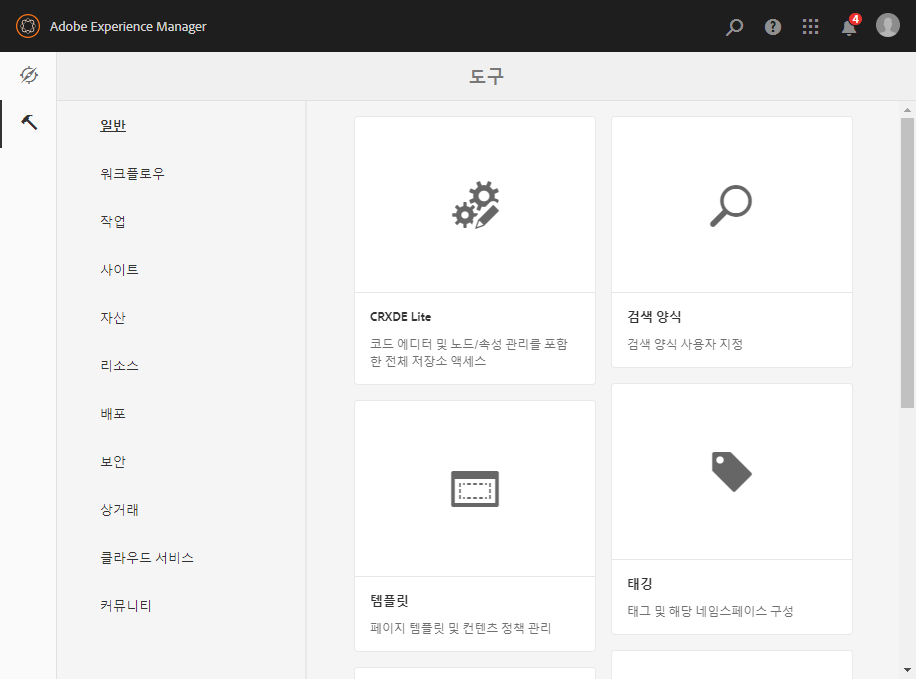 Adobe Experience Manager
4
도구
일반
워크플로우
작업
사이트
자산
리소스
배포
보안
상거래
클라우드 서비스
커뮤니티
CRXDE Lite
코드 에디터 및 노드/속성 관리를 포함
한 전체 저장소 액세스
검색 양식
검색 양식 사용자 지정
템플릿
페이지 템플릿 및 컨텐츠 정책 관리
태깅
태그 및 해당 네임스페이스 구성